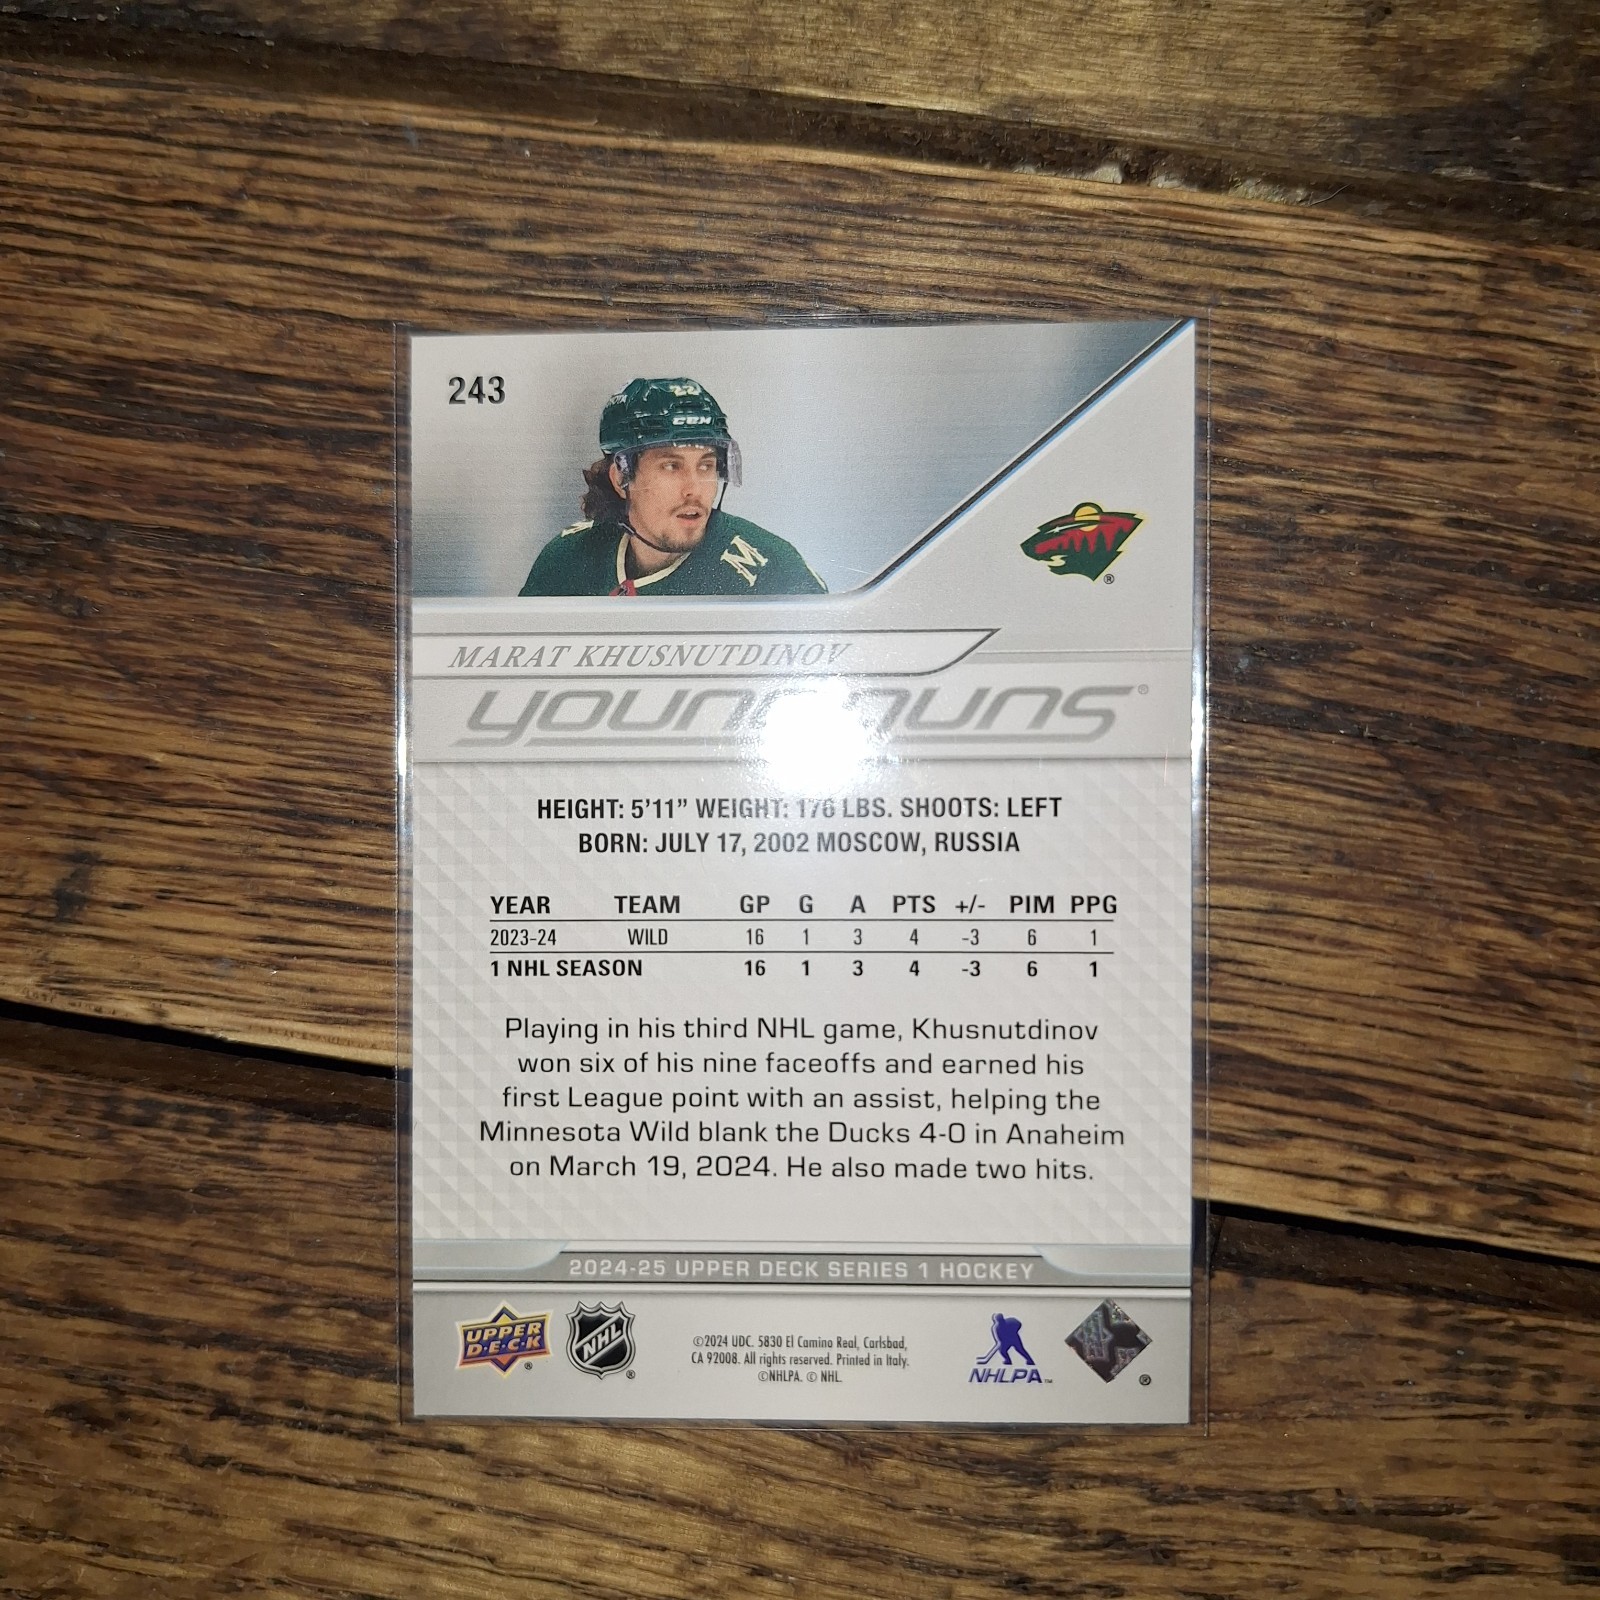 243
CCM
M
MARAT KHUSNUTDINOV
YOUNG GUNS®
HEIGHT: 5'11” WEIGHT: 176 LBS. SHOOTS: LEFT
BORN: JULY 17, 2002 MOSCOW, RUSSIA
YEAR TEAM GP G A PTS +/- PIM PPG
2023-24 WILD 16 1 3 4 -3 6 1
1 NHL SEASON 16 1 3 4 -3 6 1
Playing in his third NHL game, Khusnutdinov
won six of his nine faceoffs and earned his
first League point with an assist, helping the
Minnesota Wild blank the Ducks 4-0 in Anaheim
on March 19, 2024. He also made two hits.
2024-25 UPPER DECK SERIES 1 HOCKEY
UPPER
D·E·C·K
NHL
©2024 UDC. 5830 El Camino Real, Carlsbad,
CA 92008. All rights reserved. Printed in Italy.
©NHLPA. © NHL.
NHLPA™